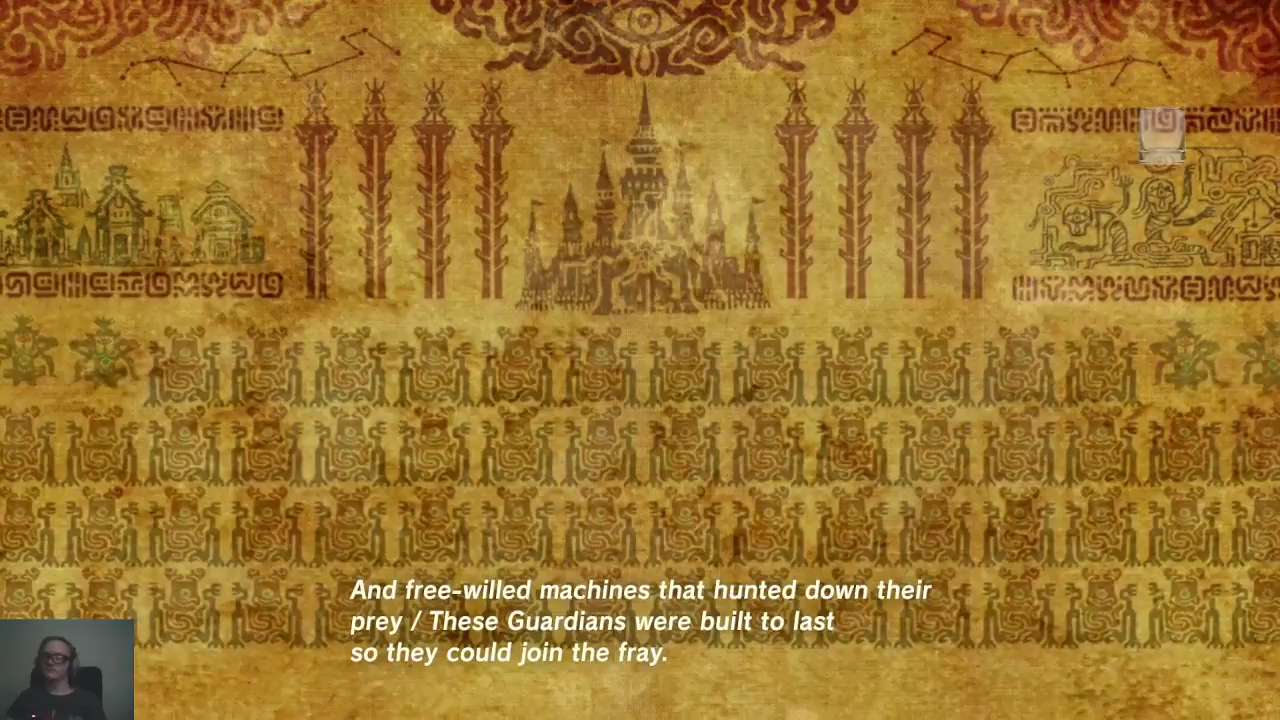 And free-willed machines that hunted down their
prey / These Guardians were built to last
so they could join the fray.